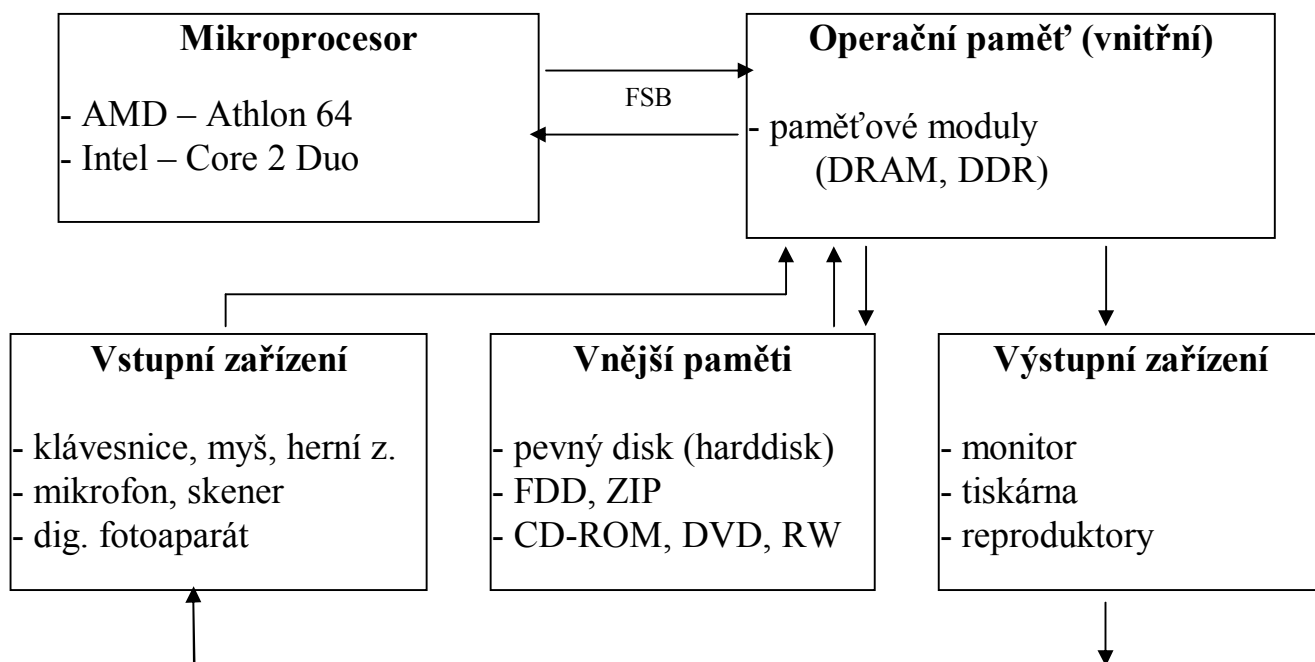 Mikroprocesor
- AMD – Athlon 64
- Intel – Core 2 Duo
FSB
Operační paměť (vnitřní)
- paměťové moduly
(DRAM, DDR)
Vstupní zařízení
- klávesnice, myš, herní z.
- mikrofon, skener
- dig. fotoaparát
Vnější paměti
- pevný disk (harddisk)
- FDD, ZIP
- CD-ROM, DVD, RW
Výstupní zařízení
- monitor
- tiskárna
- reproduktory